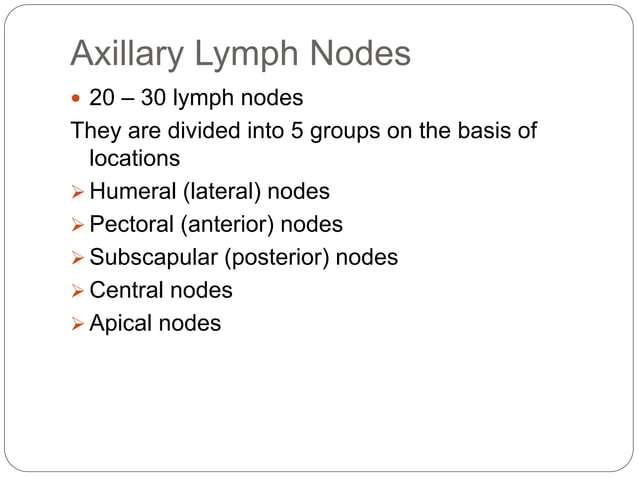 Axillary Lymph Nodes
• 20 – 30 lymph nodes
They are divided into 5 groups on the basis of
locations
➢ Humeral (lateral) nodes
➢ Pectoral (anterior) nodes
➢ Subscapular (posterior) nodes
➢ Central nodes
➢ Apical nodes